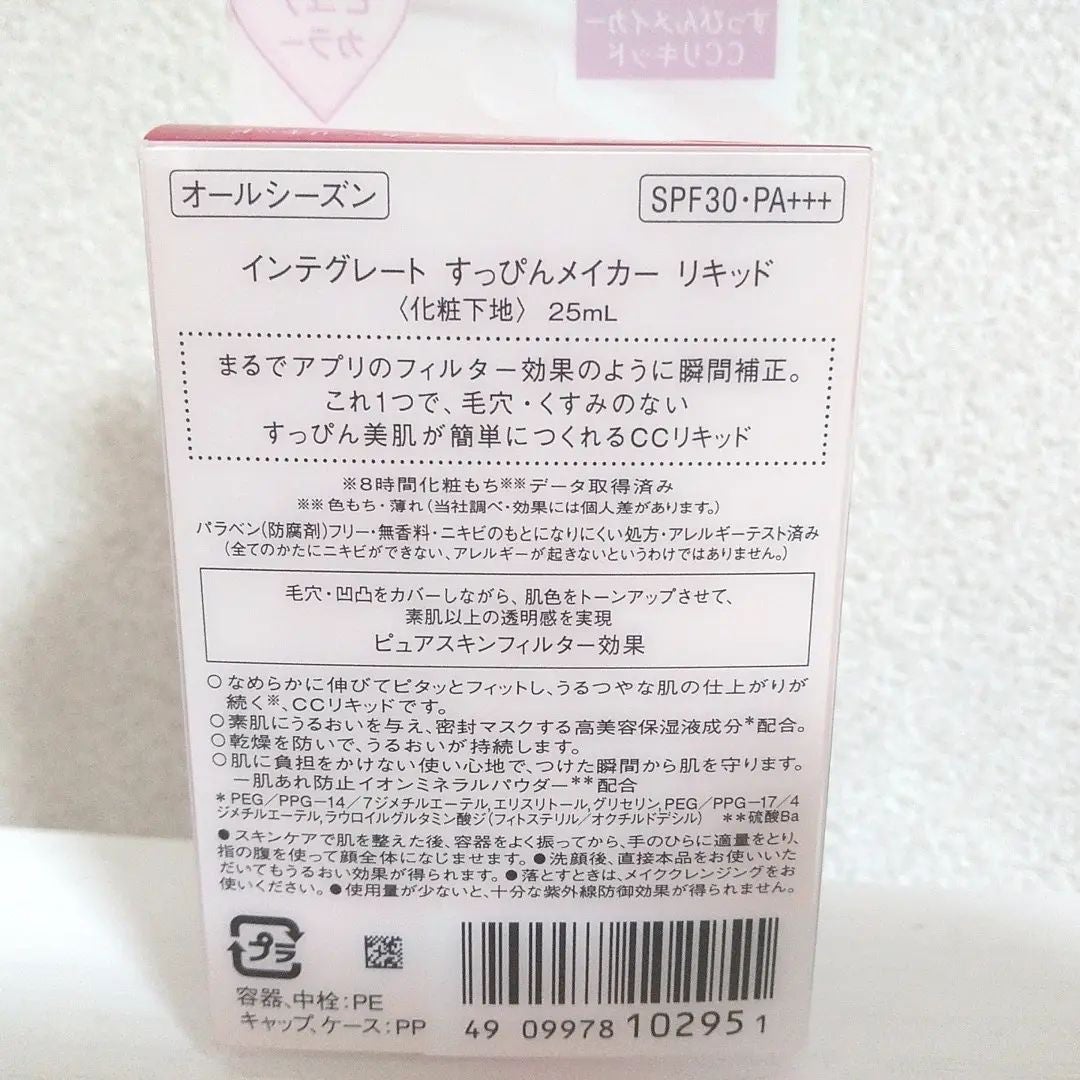 ピュア
カラー
すっぴんメイカー
CCリキッド
オールシーズン
SPF30・PA+++
インテグレート すっぴんメイカー リキッド
〈化粧下地〉 25mL
まるでアプリのフィルター効果のように瞬間補正。
これ1つで、毛穴・くすみのない
すっぴん美肌が簡単につくれるCCリキッド
※8時間化粧もち※※データ取得済み
※※色もち・薄れ(当社調べ・効果には個人差があります。)
パラベン(防腐剤)フリー・無香料・ニキビのもとになりにくい処方・アレルギーテスト済み
(全てのかたにニキビができない、アレルギーが起きないというわけではありません。)
毛穴・凹凸をカバーしながら、肌色をトーンアップさせて、
素肌以上の透明感を実現
ピュアスキンフィルター効果
○なめらかに伸びてピタッとフィットし、うるつやな肌の仕上がりが
続く※、CCリキッドです。
○素肌にうるおいを与え、密封マスクする高美容保湿液成分*配合。
○乾燥を防いで、うるおいが持続します。
○肌に負担をかけない使い心地で、つけた瞬間から肌を守ります。
ー肌あれ防止イオンミネラルパウダー**配合
*PEG/PPG-14/7ジメチルエーテル,エリスリトール,グリセリン,PEG/PPG-17/4
ジメチルエーテル,ラウロイルグルタミン酸ジ(フィトステリル/オクチルドデシル) **硫酸Ba
●スキンケアで肌を整えた後、容器をよく振ってから、手のひらに適量をとり、
指の腹を使って顔全体になじませます。●洗顔後、直接本品をお使いいた
だいてもうるおい効果が得られます。●落とすときは、メイククレンジングをお
使いください。●使用量が少ないと、十分な紫外線防御効果が得られません。
プラ
容器、中栓:PE
キャップ、ケース:PP
49 09978 102951